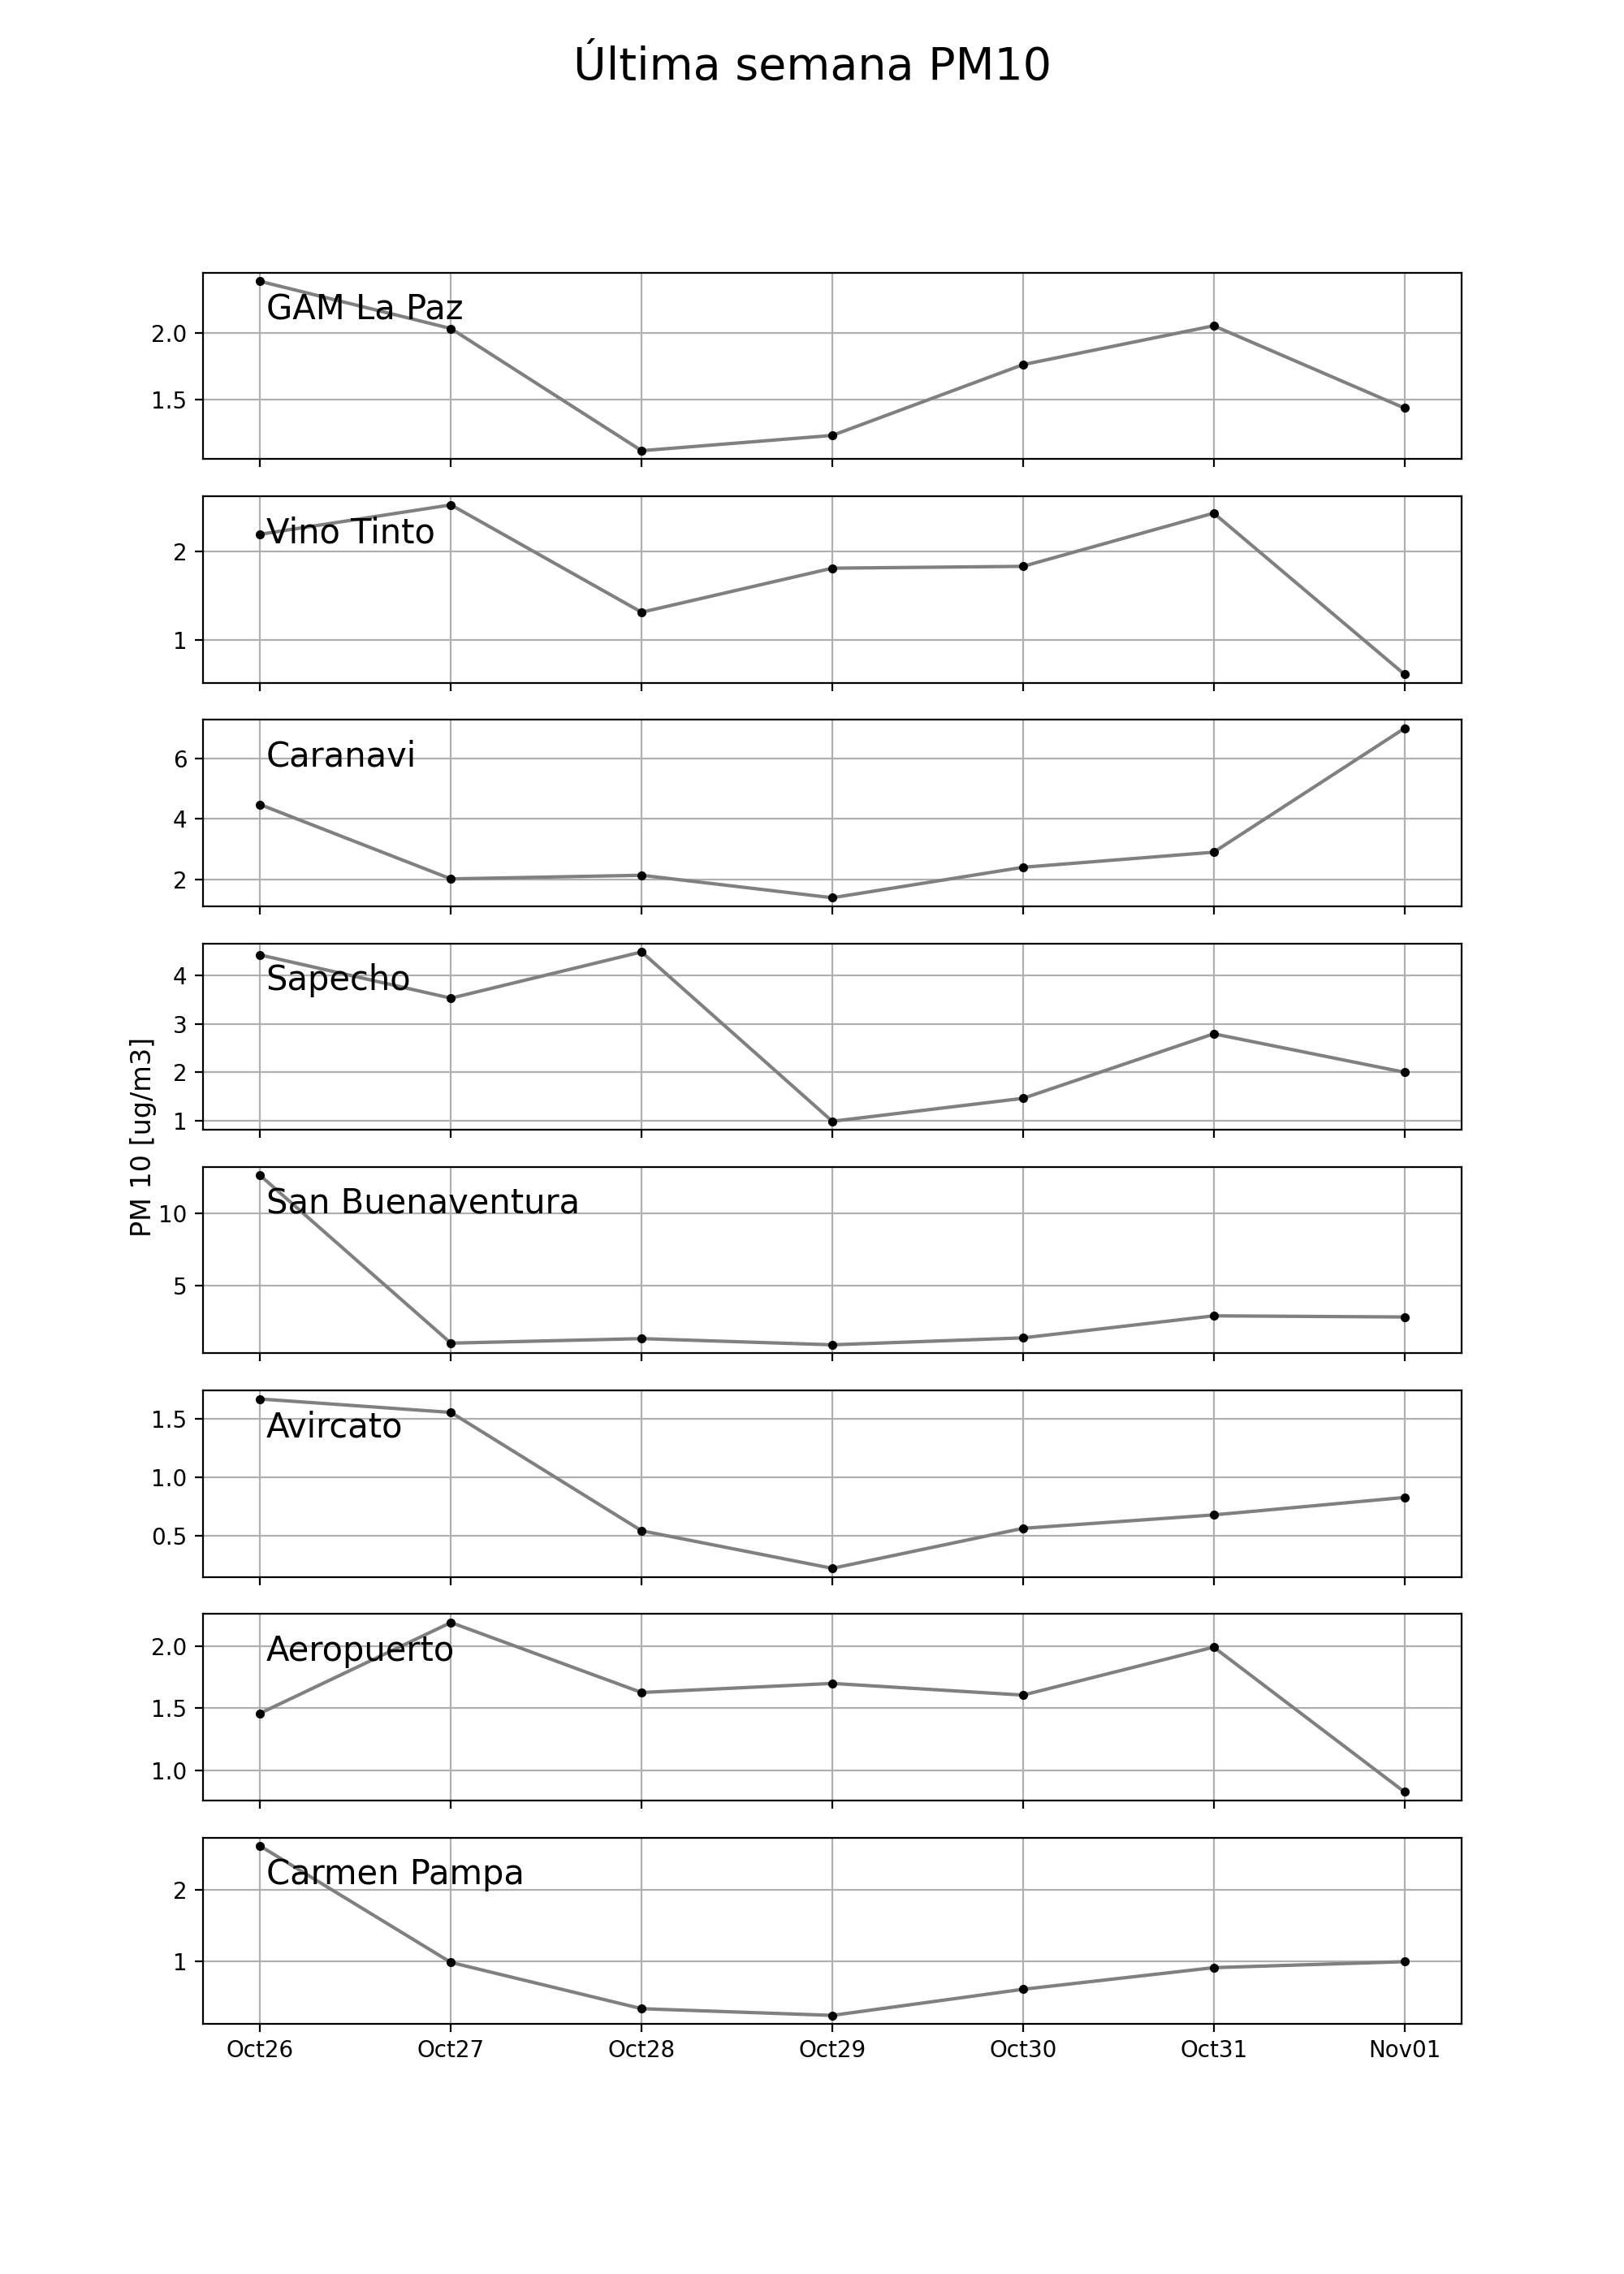 Última semana PM10
GAM La Paz
2.0
1.5
Vino Tinto
2
1
Caranavi
6
4
2
Sapecho
4
3
2
1
PM 10 [ug/m3]
San Buenaventura
10
5
Avircato
1.5
1.0
0.5
Aeropuerto
2.0
1.5
1.0
Carmen Pampa
2
1
Oct26 Oct27 Oct28 Oct29 Oct30 Oct31 Nov01